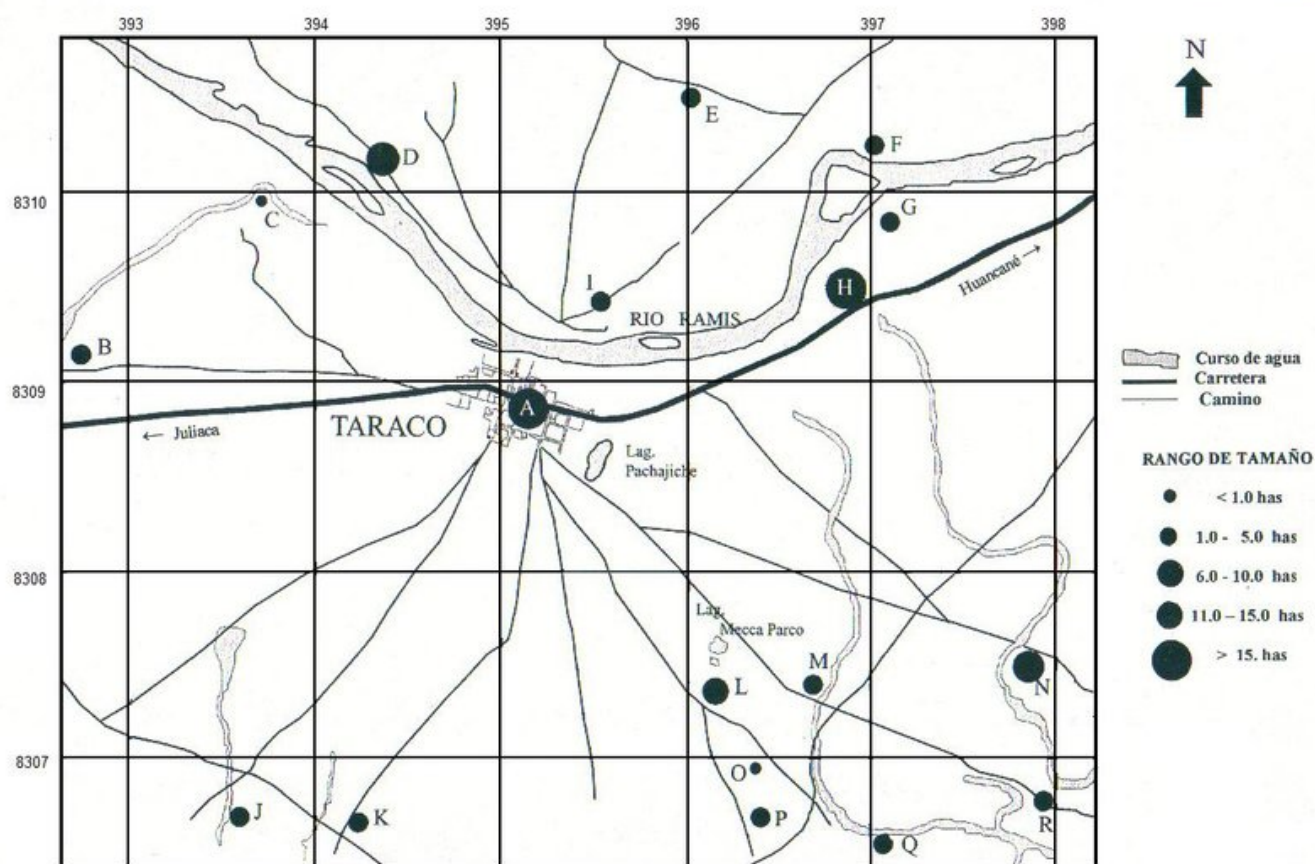 393 394 395 396 397 398
N
E
F
D
8310
G
C
I
H
Huancané →
RIO RAMIS
B
Curso de agua
8309
Carretera
A
Camino
TARACO
← Juliaca
Lag.
Pachajiche
RANGO DE TAMAÑO
< 1.0 has
1.0 - 5.0 has
8308
6.0 - 10.0 has
Lag.
11.0 – 15.0 has
Mecca Parco
> 15. has
M
L
N
8307
O
J
K
P
R
Q